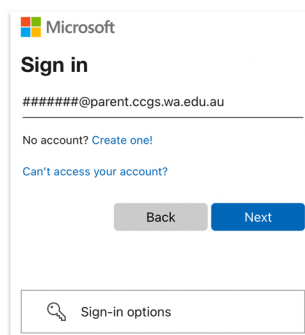 Microsoft
Sign in
#######@parent.ccgs.wa.edu.au
No account? Create one!
Can't access your account?
Back Next
Sign-in options